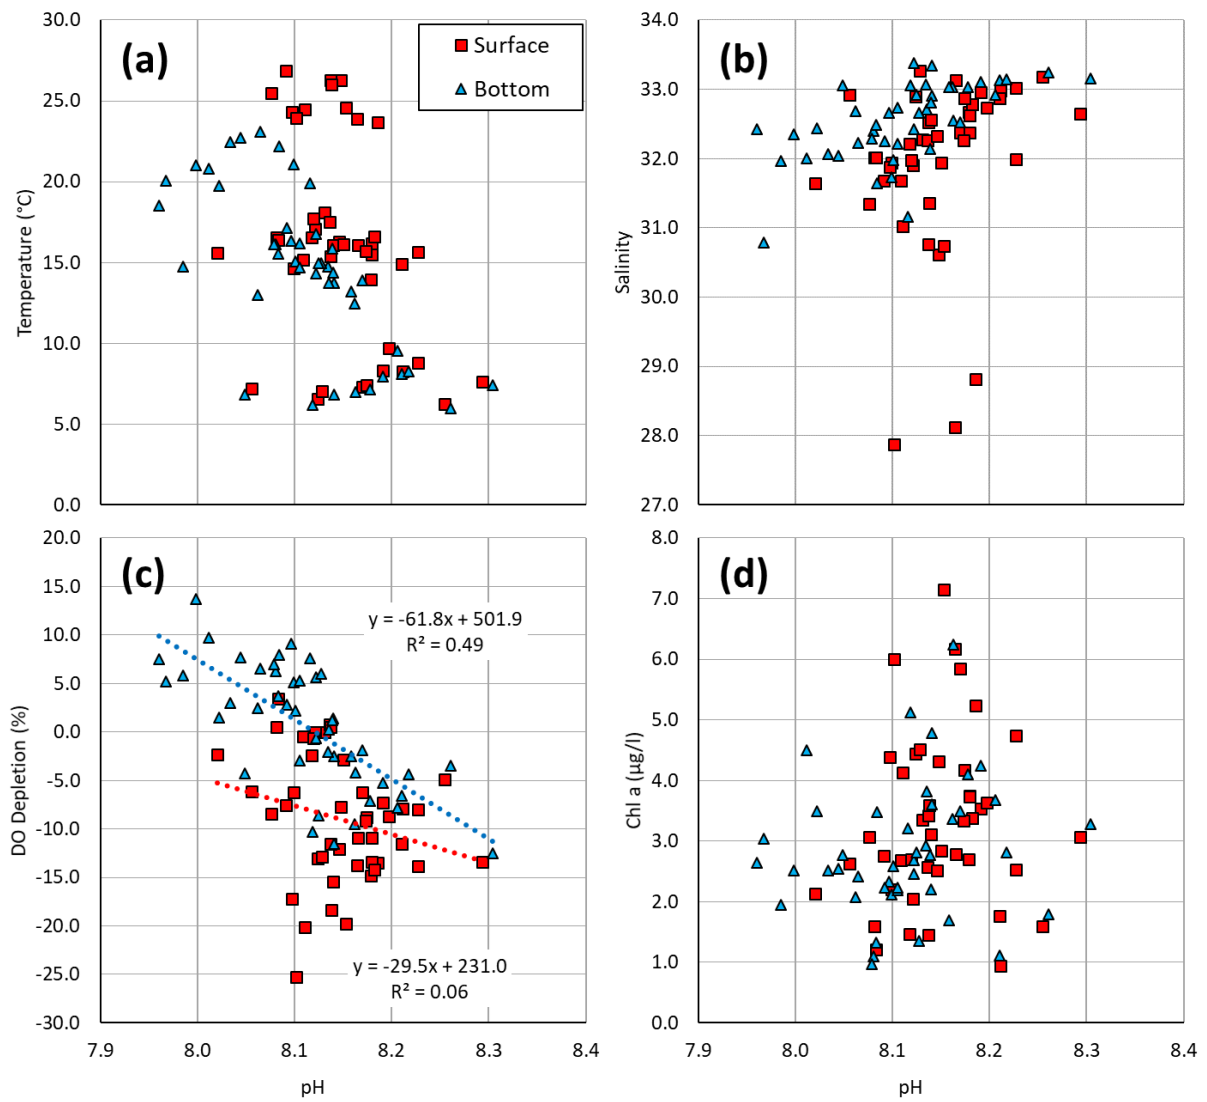 (a)
Surface
Bottom
30.0
25.0
20.0
15.0
10.0
5.0
0.0
Temperature (°C)
(b)
34.0
33.0
32.0
31.0
30.0
29.0
28.0
27.0
Salinity
(c)
20.0
15.0
10.0
5.0
0.0
-5.0
-10.0
-15.0
-20.0
-25.0
-30.0
DO Depletion (%)
y = -61.8x + 501.9
R² = 0.49
y = -29.5x + 231.0
R² = 0.06
7.9 8.0 8.1 8.2 8.3 8.4
pH
(d)
8.0
7.0
6.0
5.0
4.0
3.0
2.0
1.0
0.0
Chl a (µg/l)
7.9 8.0 8.1 8.2 8.3 8.4
pH